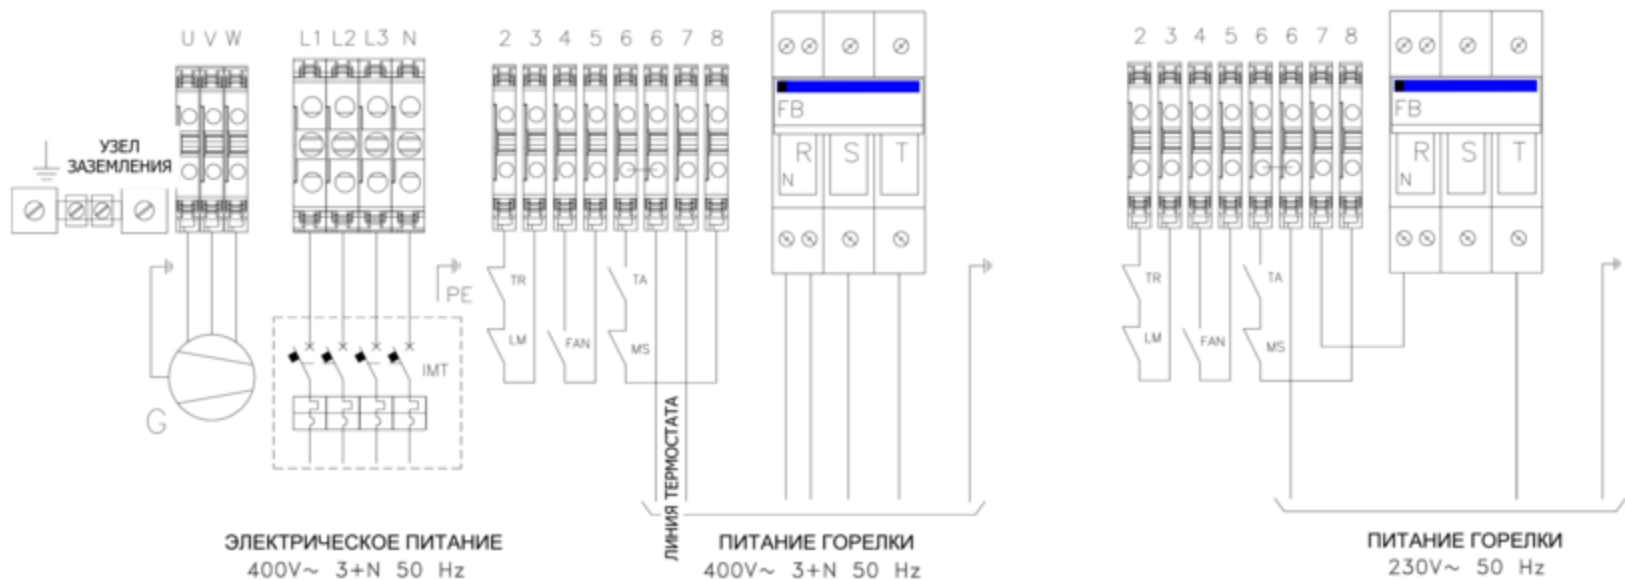 U V W
L1 L2 L3 N
2 3 4 5 6 6 7 8
2 3 4 5 6 6 7 8
FB
FB
УЗЕЛ
ЗАЗЕМЛЕНИЯ
R S T
N
R S T
N
TR
TA
PE
TR
TA
LM
FAN
MS
LM
FAN
MS
IMT
G
ЛИНИЯ ТЕРМОСТАТА
ЭЛЕКТРИЧЕСКОЕ ПИТАНИЕ
400V~ 3+N 50 Hz
ПИТАНИЕ ГОРЕЛКИ
400V~ 3+N 50 Hz
ПИТАНИЕ ГОРЕЛКИ
230V~ 50 Hz